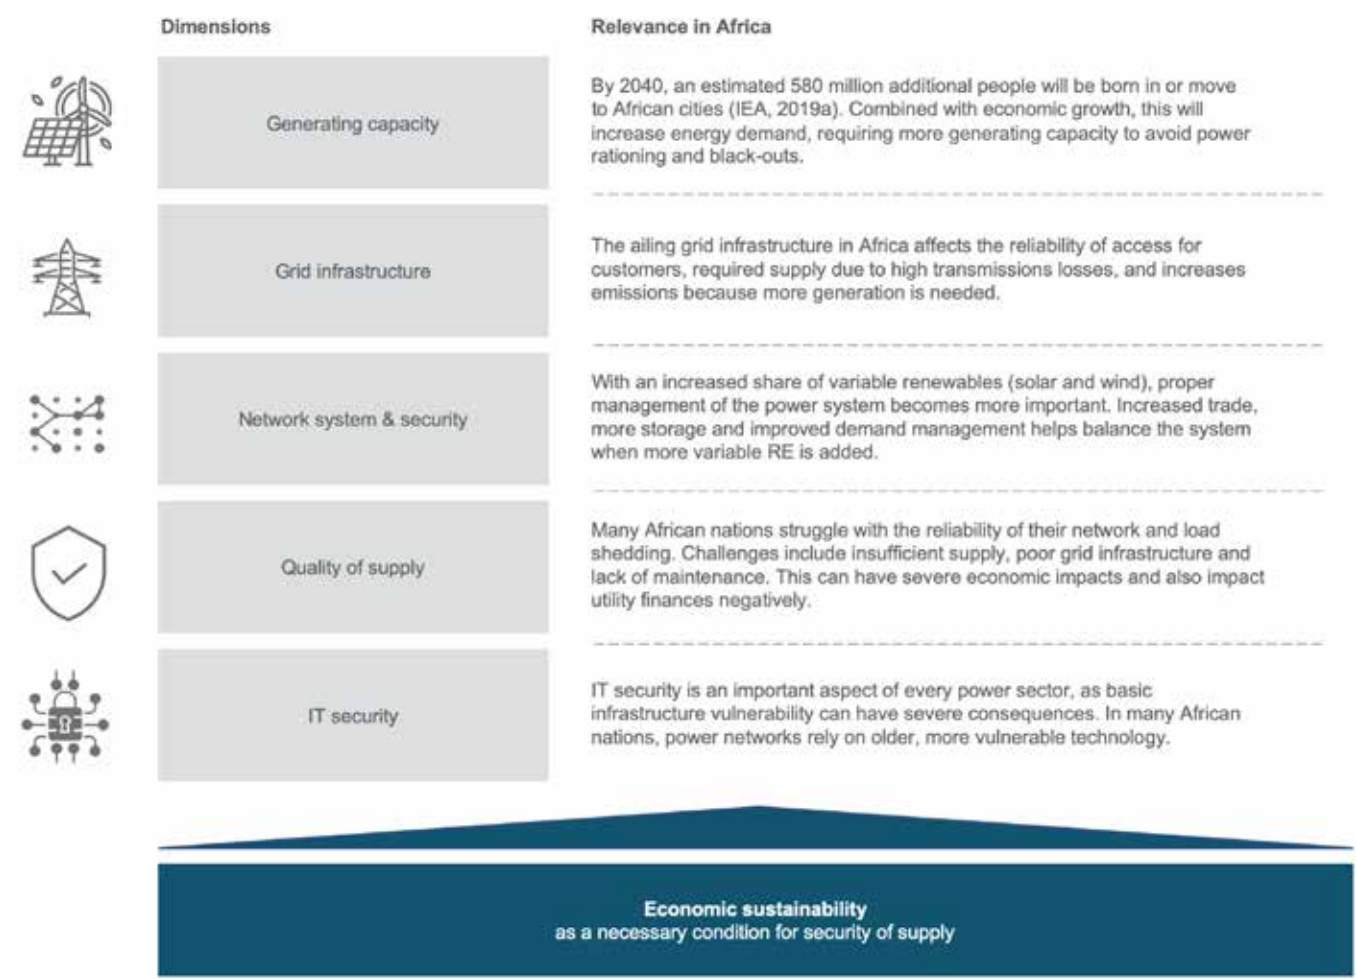 Dimensions
Relevance in Africa
Generating capacity
By 2040, an estimated 580 million additional people will be born in or move
to African cities (IEA, 2019a). Combined with economic growth, this will
increase energy demand, requiring more generating capacity to avoid power
rationing and black-outs.
Grid infrastructure
The ailing grid infrastructure in Africa affects the reliability of access for
customers, required supply due to high transmissions losses, and increases
emissions because more generation is needed.
Network system & security
With an increased share of variable renewables (solar and wind), proper
management of the power system becomes more important. Increased trade,
more storage and improved demand management helps balance the system
when more variable RE is added.
Quality of supply
Many African nations struggle with the reliability of their network and load
shedding. Challenges include insufficient supply, poor grid infrastructure and
lack of maintenance. This can have severe economic impacts and also impact
utility finances negatively.
IT security
IT security is an important aspect of every power sector, as basic
infrastructure vulnerability can have severe consequences. In many African
nations, power networks rely on older, more vulnerable technology.
Economic sustainability
as a necessary condition for security of supply